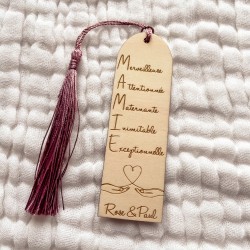 Merveilleuse
Attentionnée
Maternante
Inimitable
Exceptionnelle
Rose & Paul